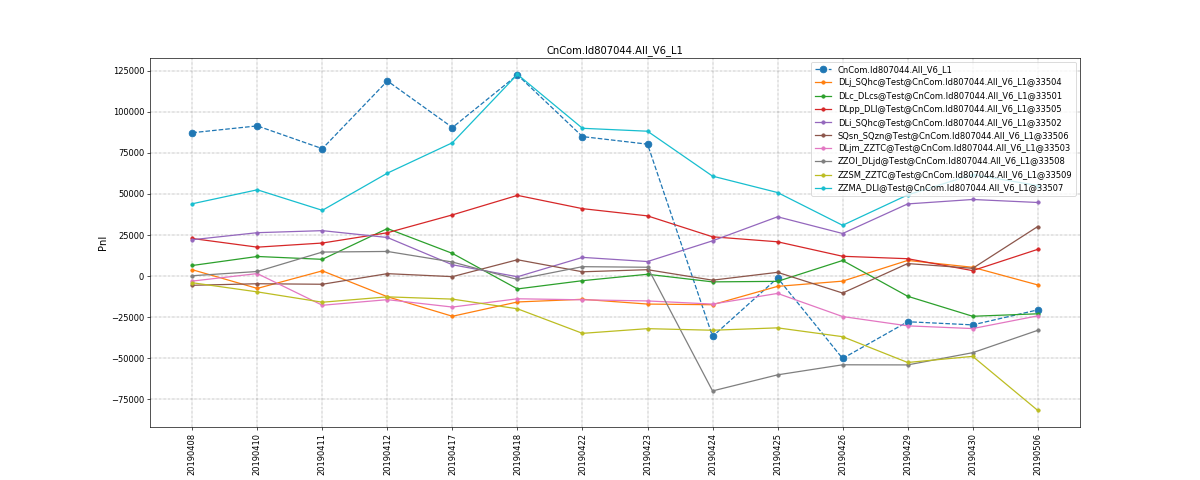 CnCom.Id807044.All_V6_L1
PnI
125000
100000
75000
50000
25000
0
−25000
−50000
−75000
CnCom.Id807044.All_V6_L1
DLj_SQhc@Test@CnCom.Id807044.All_V6_L1@33504
DLc_DLcs@Test@CnCom.Id807044.All_V6_L1@33501
DLpp_DLl@Test@CnCom.Id807044.All_V6_L1@33505
DLi_SQhc@Test@CnCom.Id807044.All_V6_L1@33502
SQsn_SQzn@Test@CnCom.Id807044.All_V6_L1@33506
DLjm_ZZTC@Test@CnCom.Id807044.All_V6_L1@33503
ZZOI_DLjd@Test@CnCom.Id807044.All_V6_L1@33508
ZZSM_ZZTC@Test@CnCom.Id807044.All_V6_L1@33509
ZZMA_DLl@Test@CnCom.Id807044.All_V6_L1@33507
20190408
20190410
20190411
20190412
20190417
20190418
20190422
20190423
20190424
20190425
20190426
20190429
20190430
20190506